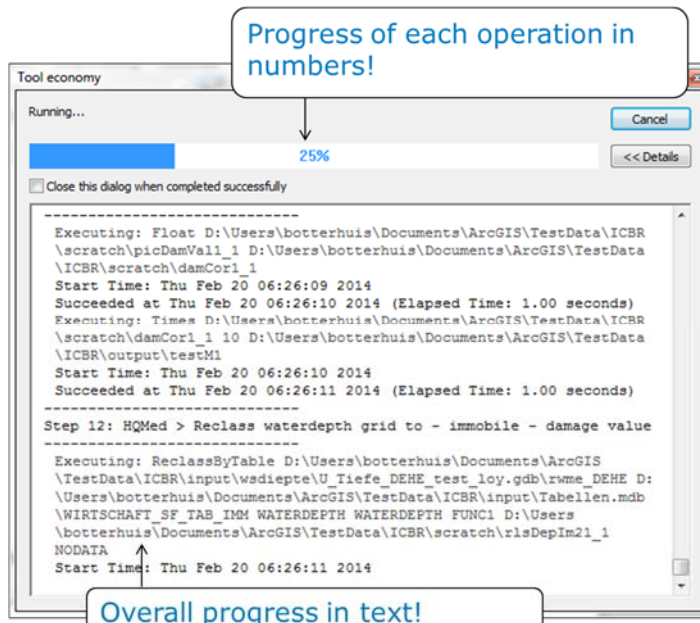 Progress of each operation in
numbers!
Tool economy
Running...
Cancel
25%
<< Details
Close this dialog when completed successfully
-----------------------------
Executing: Float D:\Users\botterhuis\Documents\ArcGIS\TestData\ICBR
\scratch\picDamVal1_1 D:\Users\botterhuis\Documents\ArcGIS\TestData
\ICBR\scratch\damCor1_1
Start Time: Thu Feb 20 06:26:09 2014
Succeeded at Thu Feb 20 06:26:10 2014 (Elapsed Time: 1.00 seconds)
Executing: Times D:\Users\botterhuis\Documents\ArcGIS\TestData\ICBR
\scratch\damCor1_1 10 D:\Users\botterhuis\Documents\ArcGIS\TestData
\ICBR\output\testM1
Start Time: Thu Feb 20 06:26:10 2014
Succeeded at Thu Feb 20 06:26:11 2014 (Elapsed Time: 1.00 seconds)
-----------------------------
Step 12: HQMed > Reclass waterdepth grid to - immobile - damage value
-----------------------------
Executing: ReclassByTable D:\Users\botterhuis\Documents\ArcGIS
\TestData\ICBR\input\wsdiepte\U_Tiefe_DEHE_test_loy.gdb\rwme_DEHE D:
\Users\botterhuis\Documents\ArcGIS\TestData\ICBR\input\Tabellen.mdb
\WIRTSCHAFT_SF_TAB_IMM WATERDEPTH WATERDEPTH FUNC1 D:\Users
\botterhuis\Documents\ArcGIS\TestData\ICBR\scratch\rlsDepIm21_1
NODATA
Start Time: Thu Feb 20 06:26:11 2014
Overall progress in text!